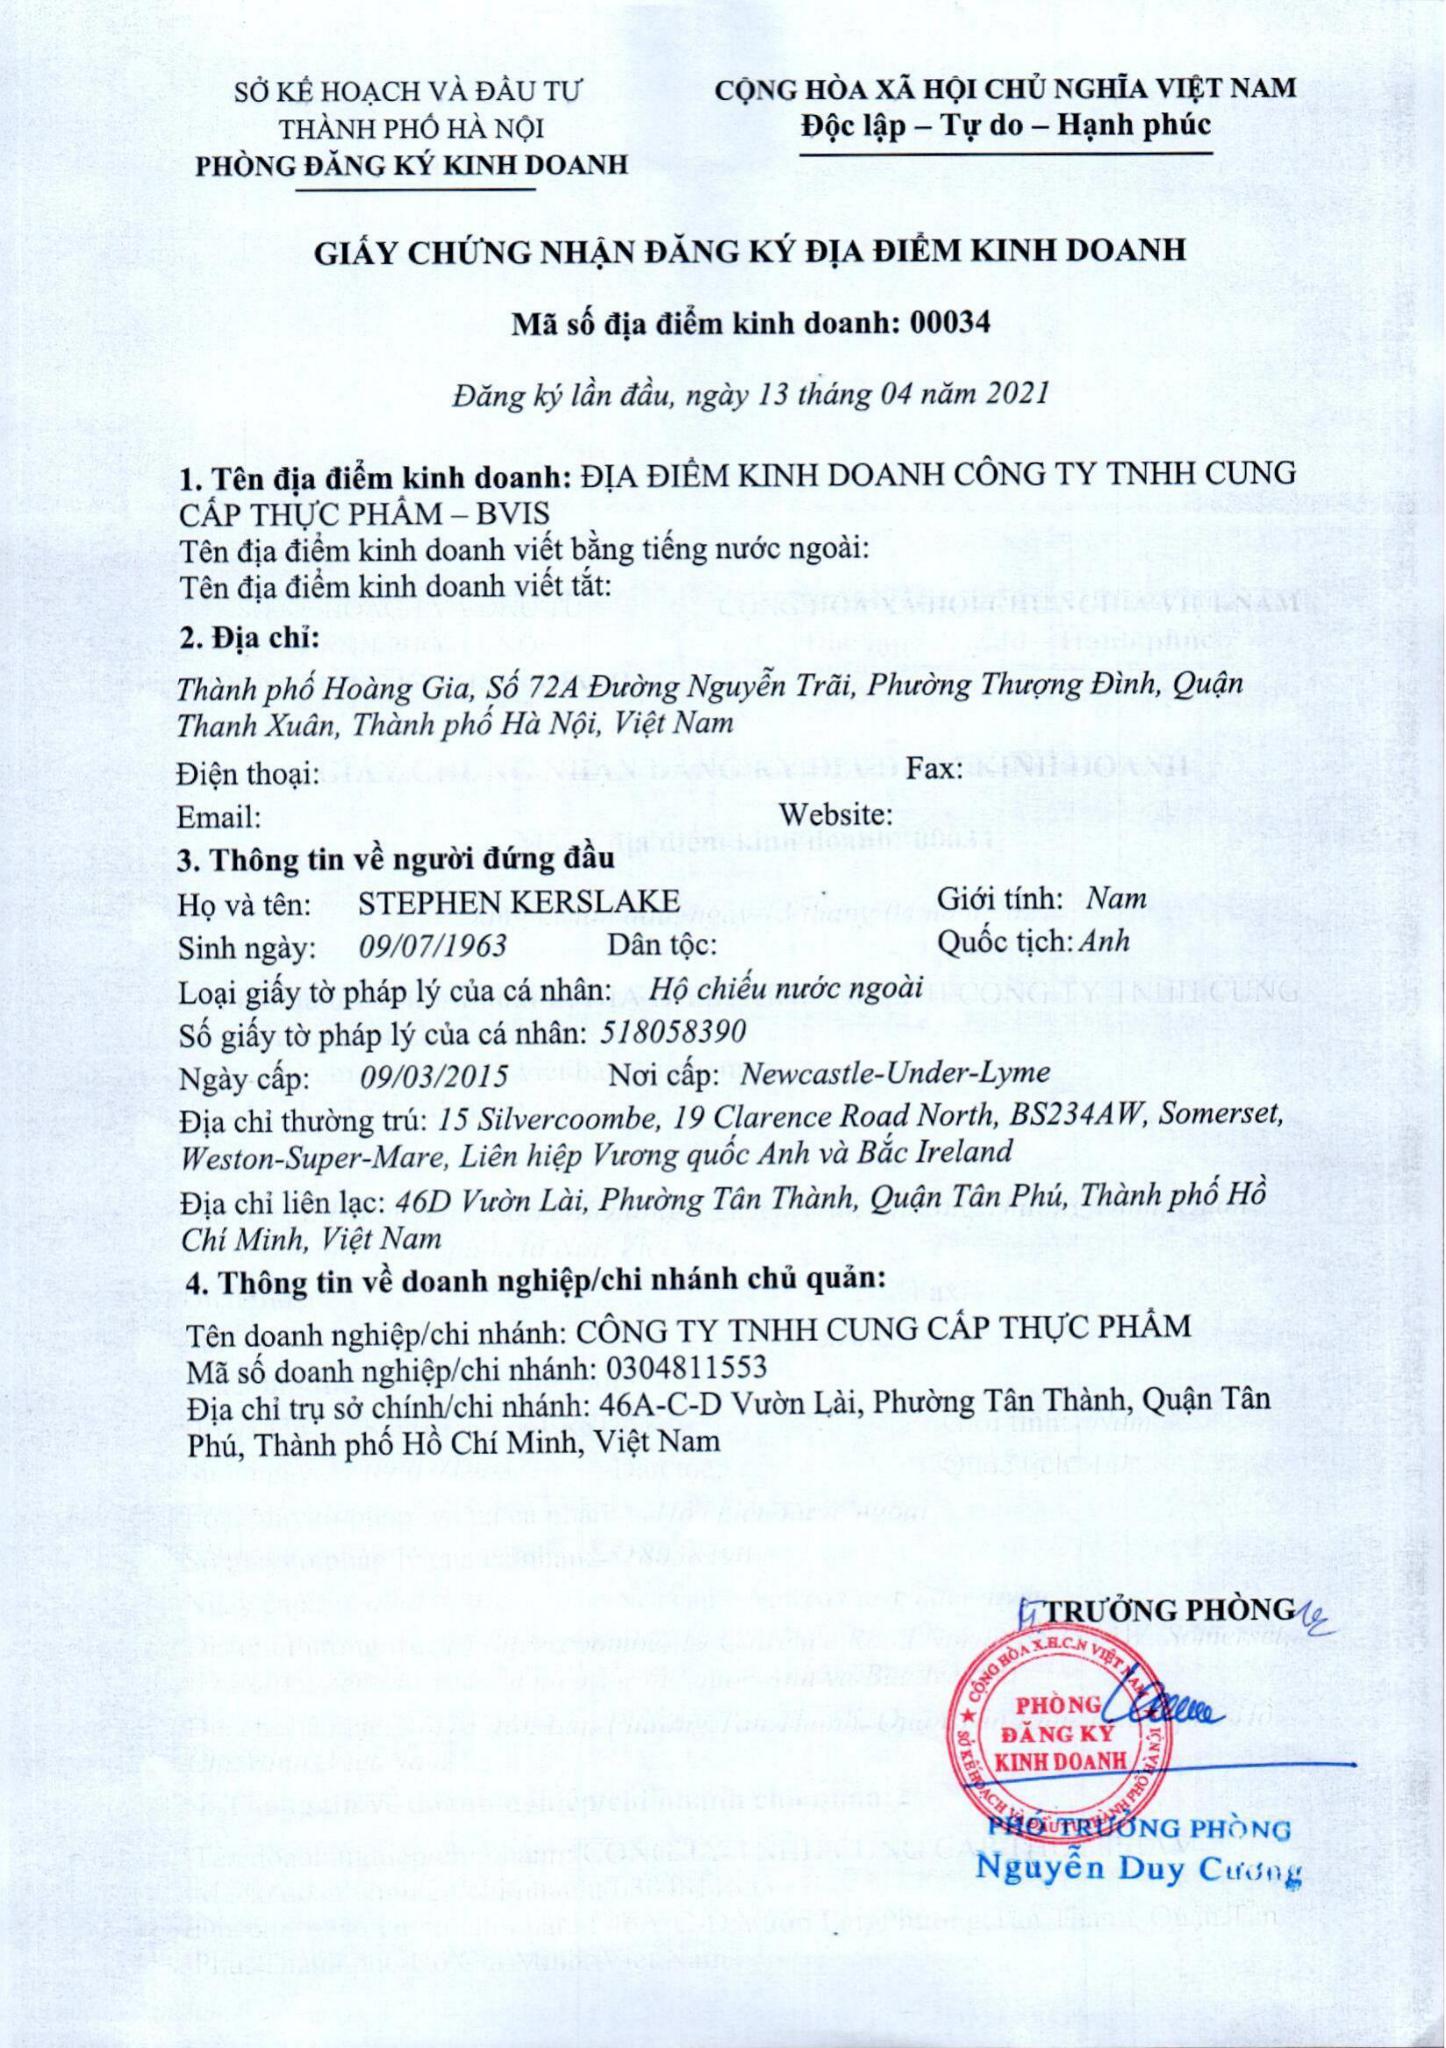 SỞ KẾ HOẠCH VÀ ĐẦU TƯ
THÀNH PHỐ HÀ NỘI
PHÒNG ĐĂNG KÝ KINH DOANH
CỘNG HÒA XÃ HỘI CHỦ NGHĨA VIỆT NAM
Độc lập – Tự do – Hạnh phúc
GIẤY CHỨNG NHẬN ĐĂNG KÝ ĐỊA ĐIỂM KINH DOANH
Mã số địa điểm kinh doanh: 00034
Đăng ký lần đầu, ngày 13 tháng 04 năm 2021
1. Tên địa điểm kinh doanh: ĐỊA ĐIỂM KINH DOANH CÔNG TY TNHH CUNG
CẤP THỰC PHẨM – BVIS
Tên địa điểm kinh doanh viết bằng tiếng nước ngoài:
Tên địa điểm kinh doanh viết tắt:
2. Địa chỉ:
Thành phố Hoàng Gia, Số 72A Đường Nguyễn Trãi, Phường Thượng Đình, Quận
Thanh Xuân, Thành phố Hà Nội, Việt Nam
Điện thoại: Fax:
Email: Website:
3. Thông tin về người đứng đầu
Họ và tên: STEPHEN KERSLAKE Giới tính: Nam
Sinh ngày: 09/07/1963 Dân tộc: Quốc tịch: Anh
Loại giấy tờ pháp lý của cá nhân: Hộ chiếu nước ngoài
Số giấy tờ pháp lý của cá nhân: 518058390
Ngày cấp: 09/03/2015 Nơi cấp: Newcastle-Under-Lyme
Địa chỉ thường trú: 15 Silvercoombe, 19 Clarence Road North, BS234AW, Somerset,
Weston-Super-Mare, Liên hiệp Vương quốc Anh và Bắc Ireland
Địa chỉ liên lạc: 46D Vườn Lài, Phường Tân Thành, Quận Tân Phú, Thành phố Hồ
Chí Minh, Việt Nam
4. Thông tin về doanh nghiệp/chi nhánh chủ quản:
Tên doanh nghiệp/chi nhánh: CÔNG TY TNHH CUNG CẤP THỰC PHẨM
Mã số doanh nghiệp/chi nhánh: 0304811553
Địa chỉ trụ sở chính/chi nhánh: 46A-C-D Vườn Lài, Phường Tân Thành, Quận Tân
Phú, Thành phố Hồ Chí Minh, Việt Nam
TRƯỞNG PHÒNG
CỘNG HÒA X.H.C.N VIỆT NAM
PHÒNG
ĐĂNG KÝ
KINH DOANH
SỞ KẾ HOẠCH VÀ ĐẦU TƯ THÀNH PHỐ HÀ NỘI
PHÓ TRƯỞNG PHÒNG
Nguyễn Duy Cương